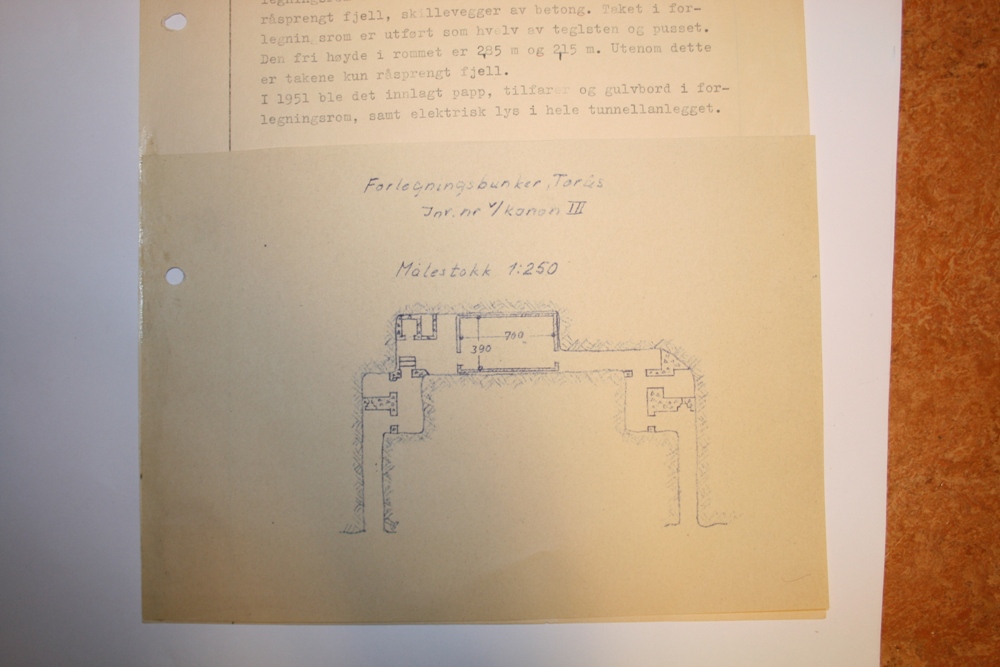 råsprengt fjell, skillevegger av betong. Taket i for-
legningsrom er utført som hvelv av teglsten og pusset.
Den fri høyde i rommet er 2,85 m og 2,15 m. Utenom dette
er takene kun råsprengt fjell.
I 1951 ble det innlagt papp, tilfarer og gulvbord i for-
legningsrom, samt elektrisk lys i hele tunnellanlegget.
Forlegningsbunker, Torås
Inv. nr v/kanon III
Målestokk 1:250
700
390